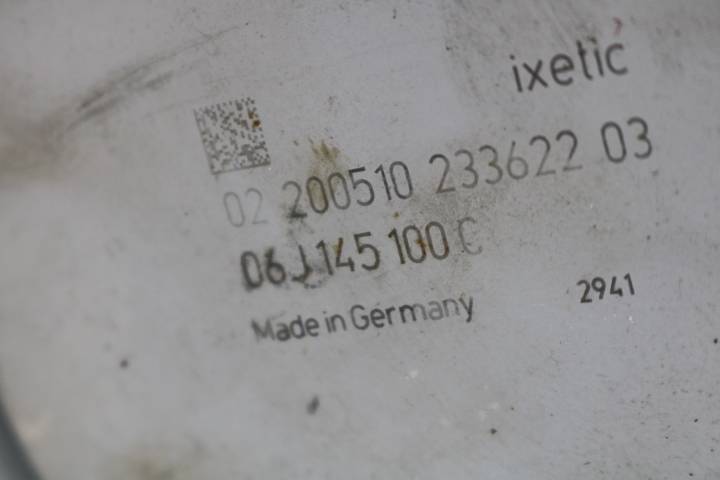 ixetic
02 200510 233622 03
06J 145 100 C
Made in Germany
2941